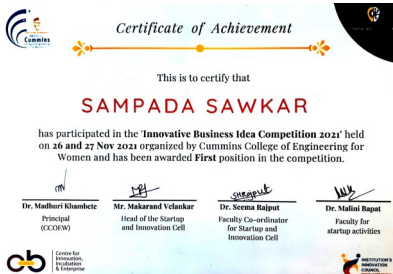 Cummins
Certificate of Achievement
This is to certify that
SAMPADA SAWKAR
has participated in the 'Innovative Business Idea Competition 2021' held
on 26 and 27 Nov 2021 organized by Cummins College of Engineering for
Women and has been awarded First position in the competition.
Dr. Madhuri Khambete
Principal
(CCOEW)
Mr. Makarand Velankar
Head of the Startup
and Innovation Cell
Dr. Seema Rajput
Faculty Co-ordinator
for Startup and
Innovation Cell
Dr. Malini Bapat
Faculty for
startup activities
Centre for
Innovation,
Incubation
& Enterprise
INSTITUTION'S
INNOVATION
COUNCIL